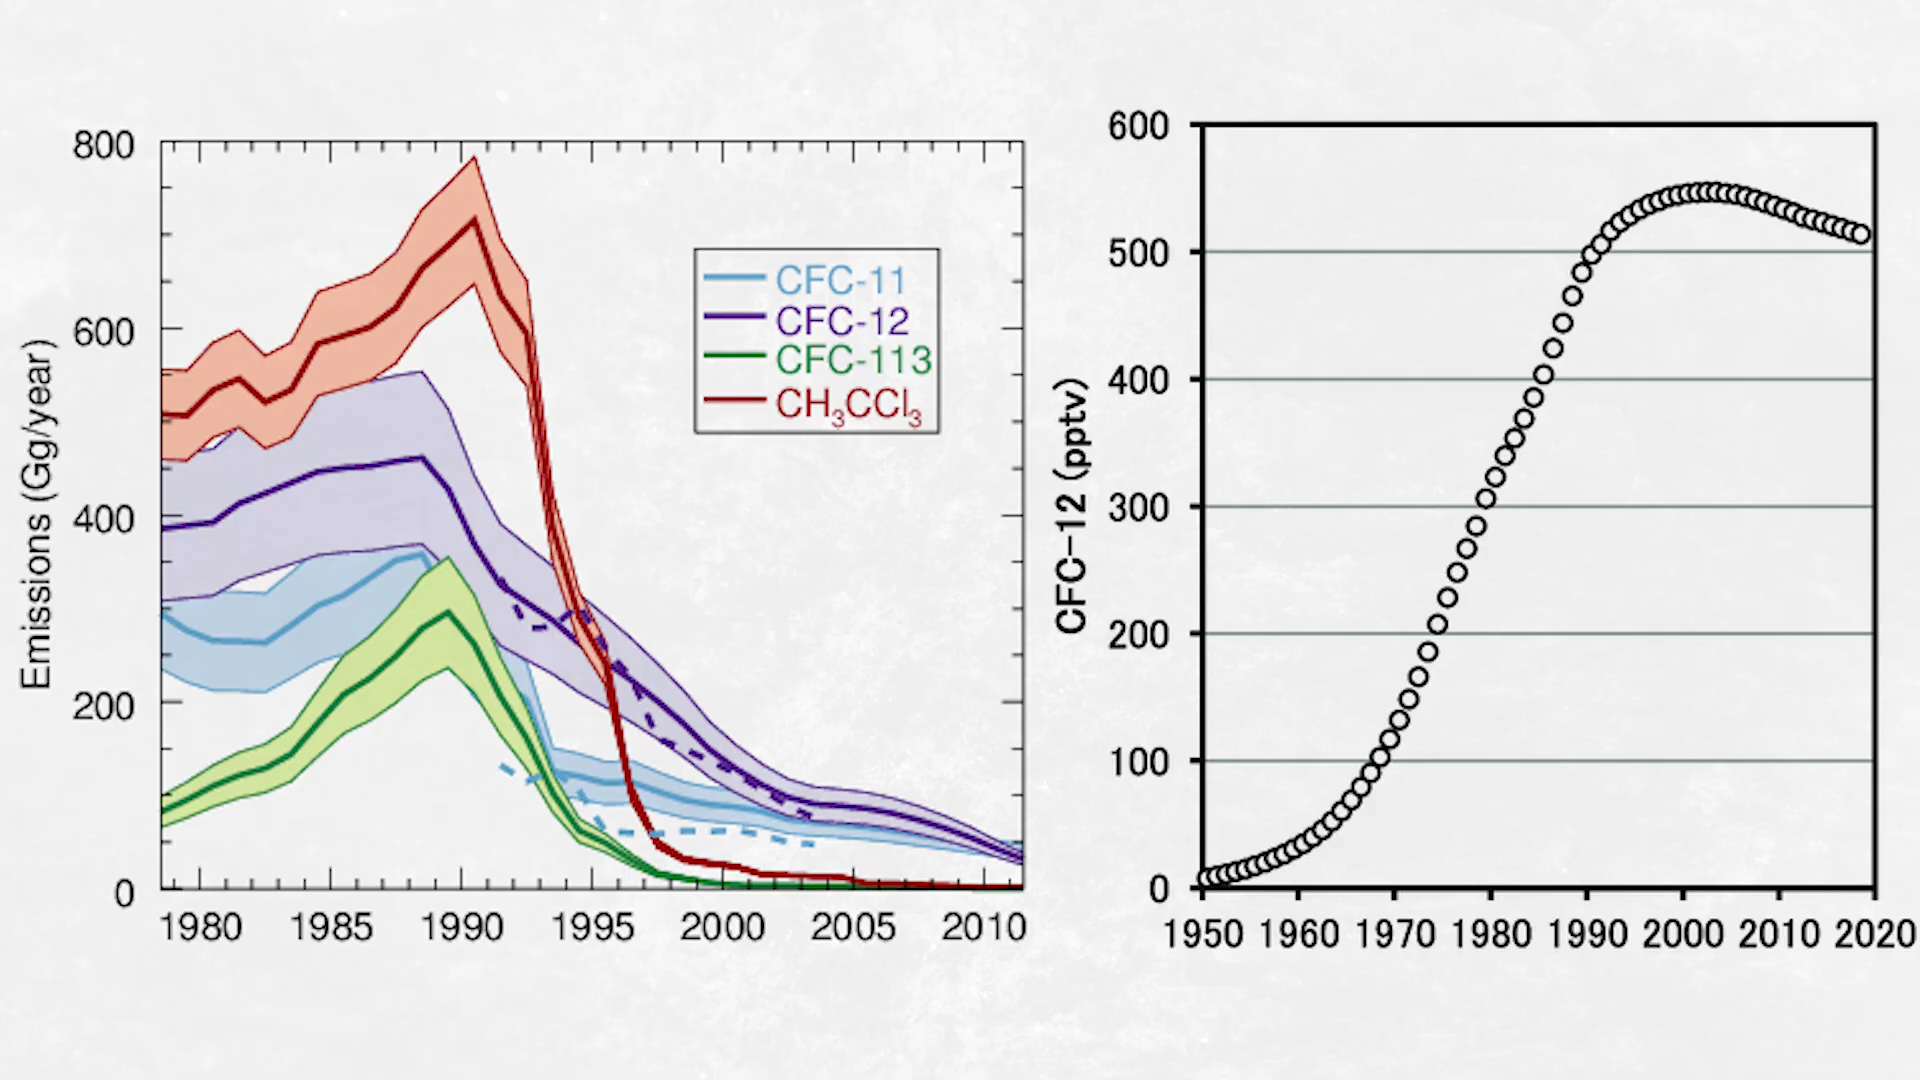 800
600
400
200
0
Emissions (Gg/year)
1980 1985 1990 1995 2000 2005 2010
CFC-11
CFC-12
CFC-113
CH₃CCl₃
600
500
400
300
200
100
0
CFC-12 (pptv)
1950 1960 1970 1980 1990 2000 2010 2020